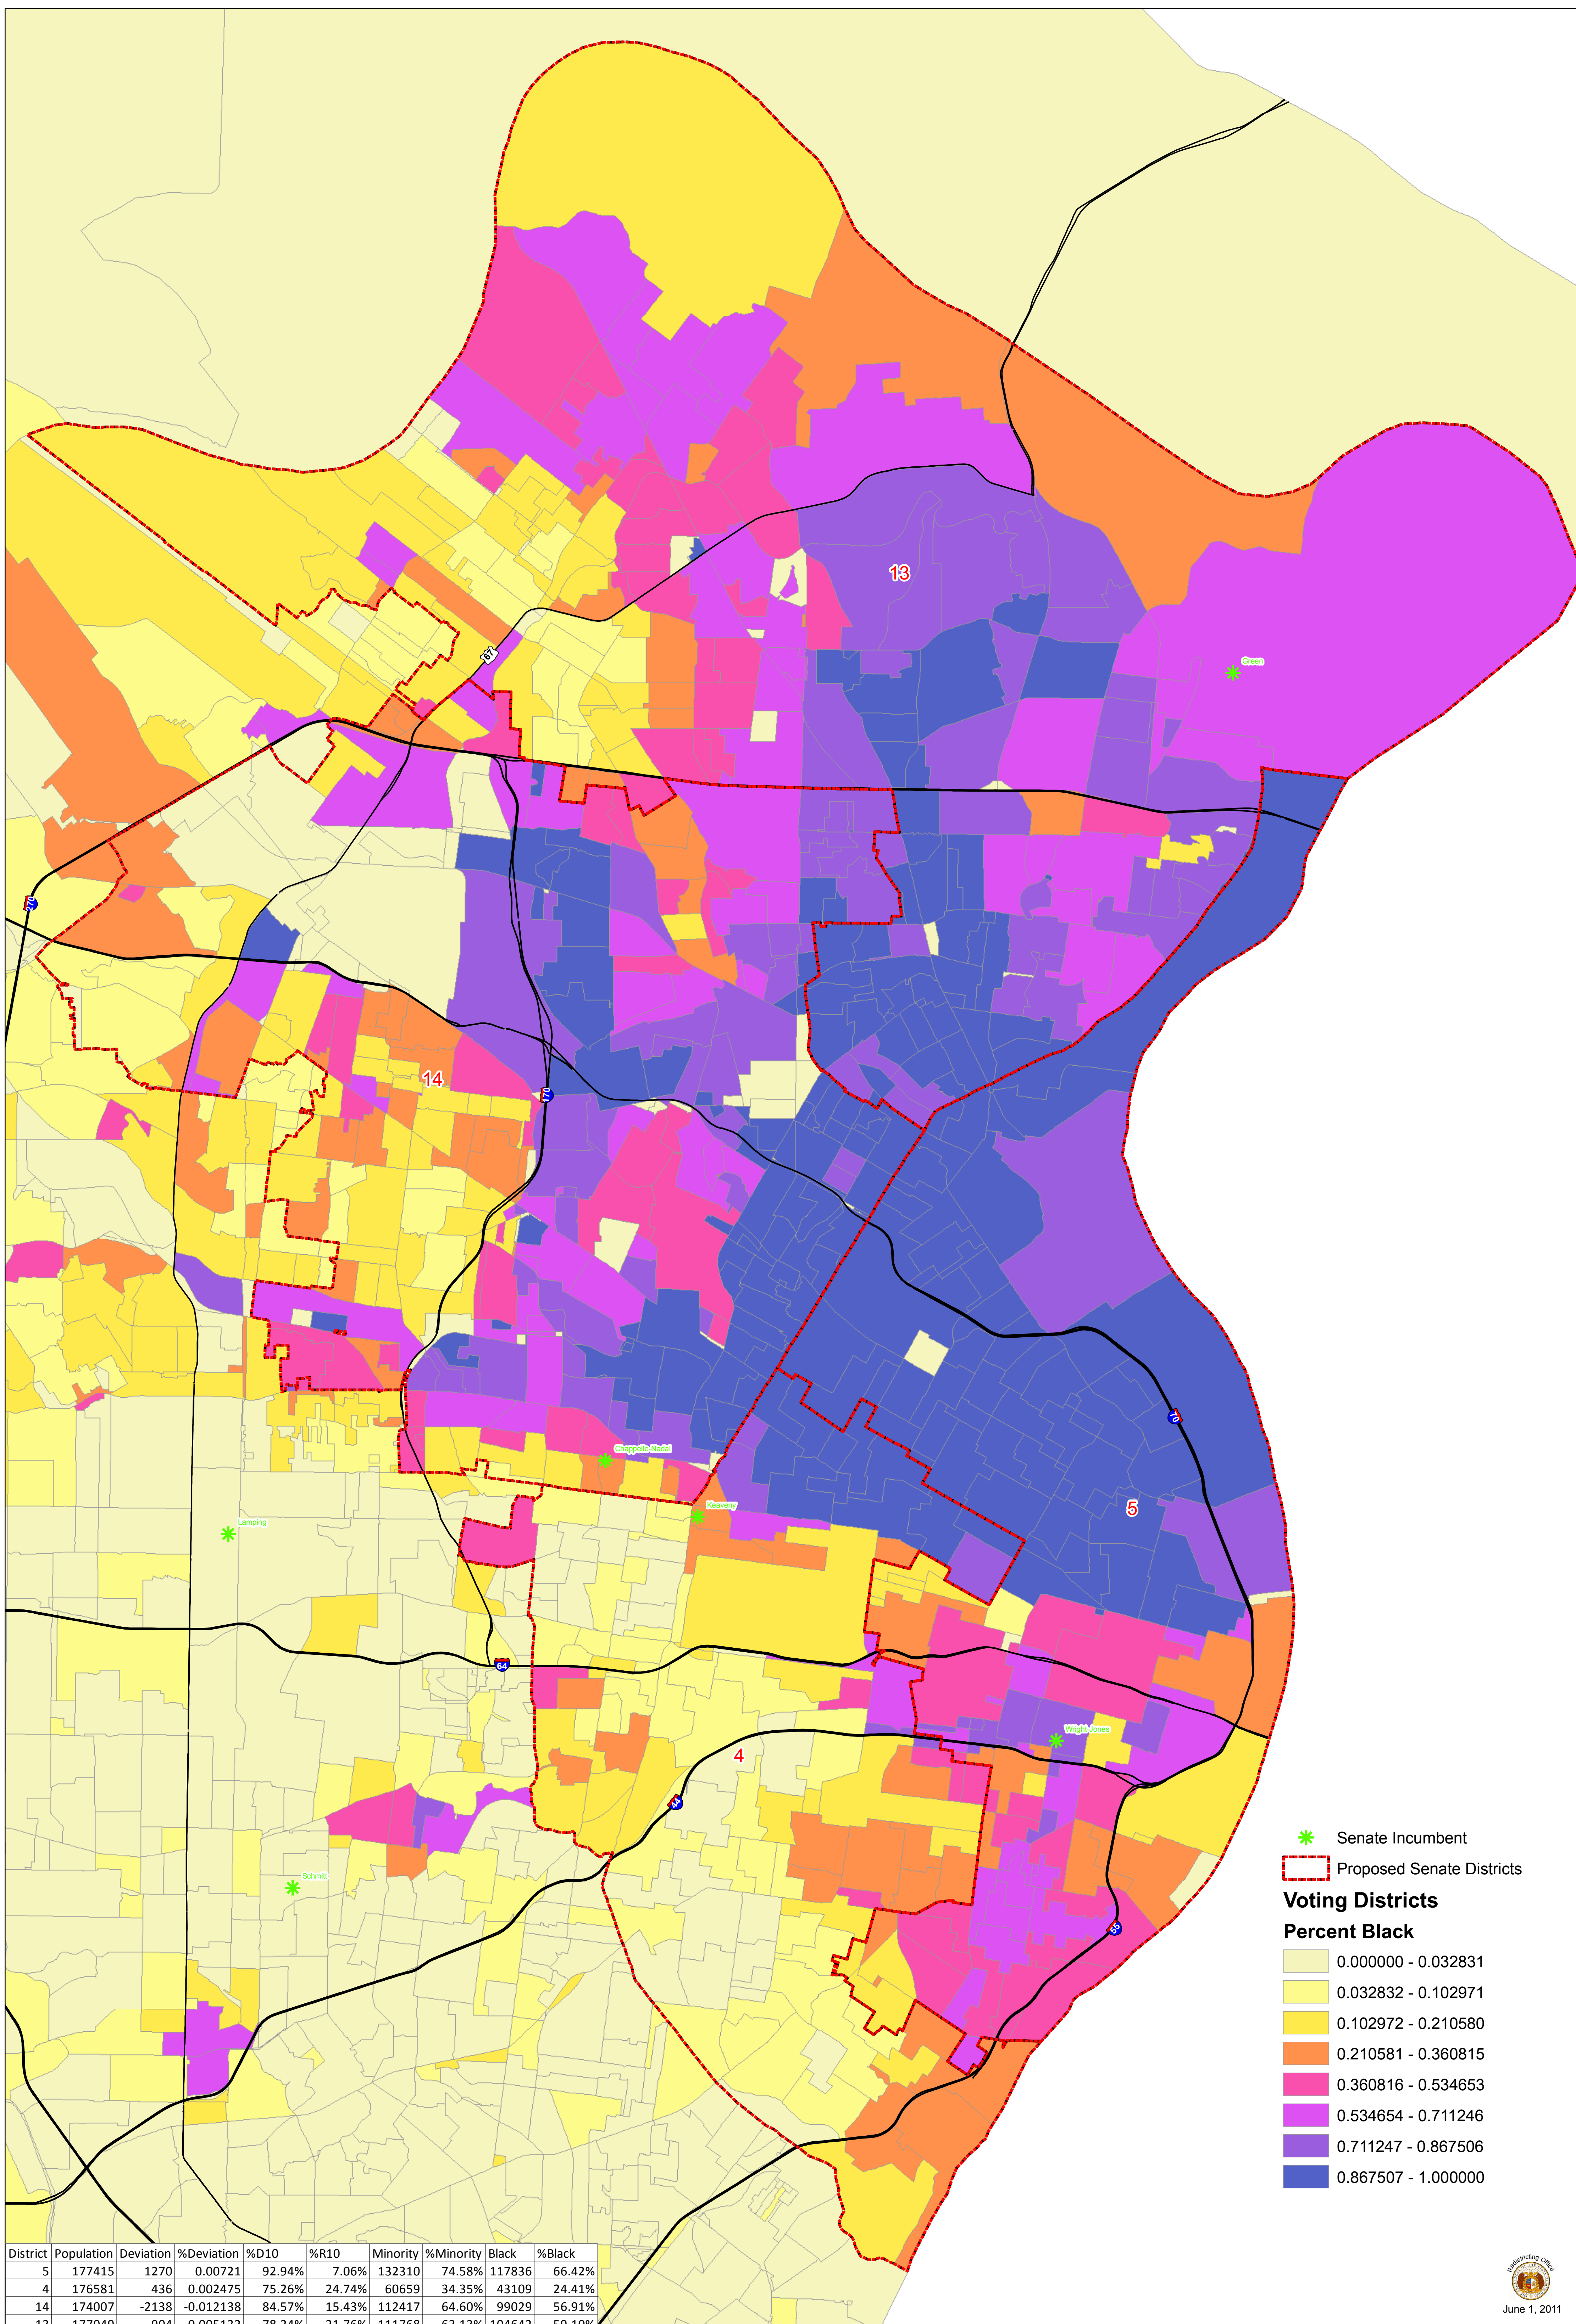 13
Green
67
270
14
170
Chappelle-Nadal
Keaveny
70
Lamping
5
64
Wright-Jones
4
44
Schmitt
55
Senate Incumbent
Proposed Senate Districts
Voting Districts
Percent Black
0.000000 - 0.032831
0.032832 - 0.102971
0.102972 - 0.210580
0.210581 - 0.360815
0.360816 - 0.534653
0.534654 - 0.711246
0.711247 - 0.867506
0.867507 - 1.000000
District Population Deviation %Deviation %D10 %R10 Minority %Minority Black %Black
5 177415 1270 0.00721 92.94% 7.06% 132310 74.58% 117836 66.42%
4 176581 436 0.002475 75.26% 24.74% 60659 34.35% 43109 24.41%
14 174007 -2138 -0.012138 84.57% 15.43% 112417 64.60% 99029 56.91%
Redistricting Office
June 1, 2011